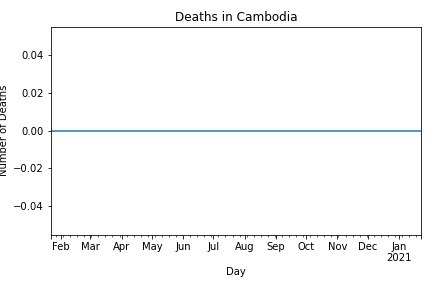 Deaths in Cambodia
Number of Deaths
0.04
0.02
0.00
−0.02
−0.04
Feb Mar Apr May Jun Jul Aug Sep Oct Nov Dec Jan
2021
Day